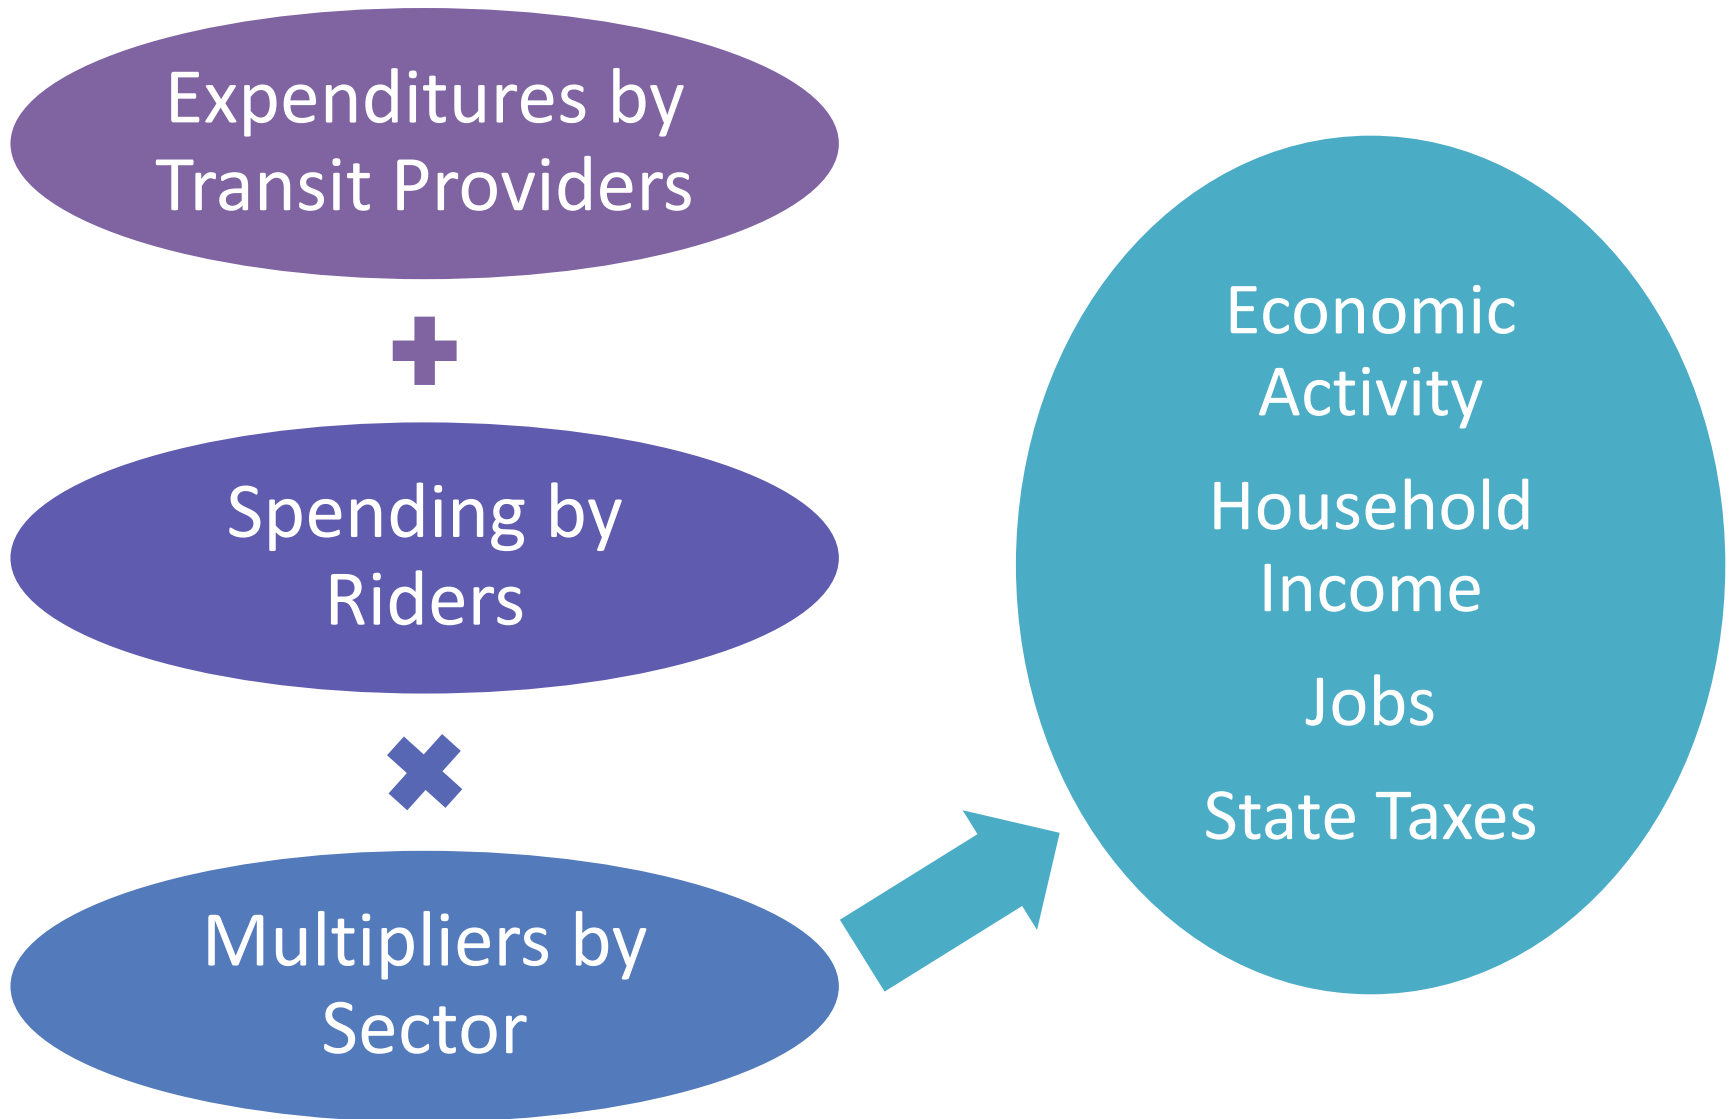 Expenditures by
Transit Providers
Spending by
Riders
Multipliers by
Sector
Economic
Activity
Household
Income
Jobs
State Taxes